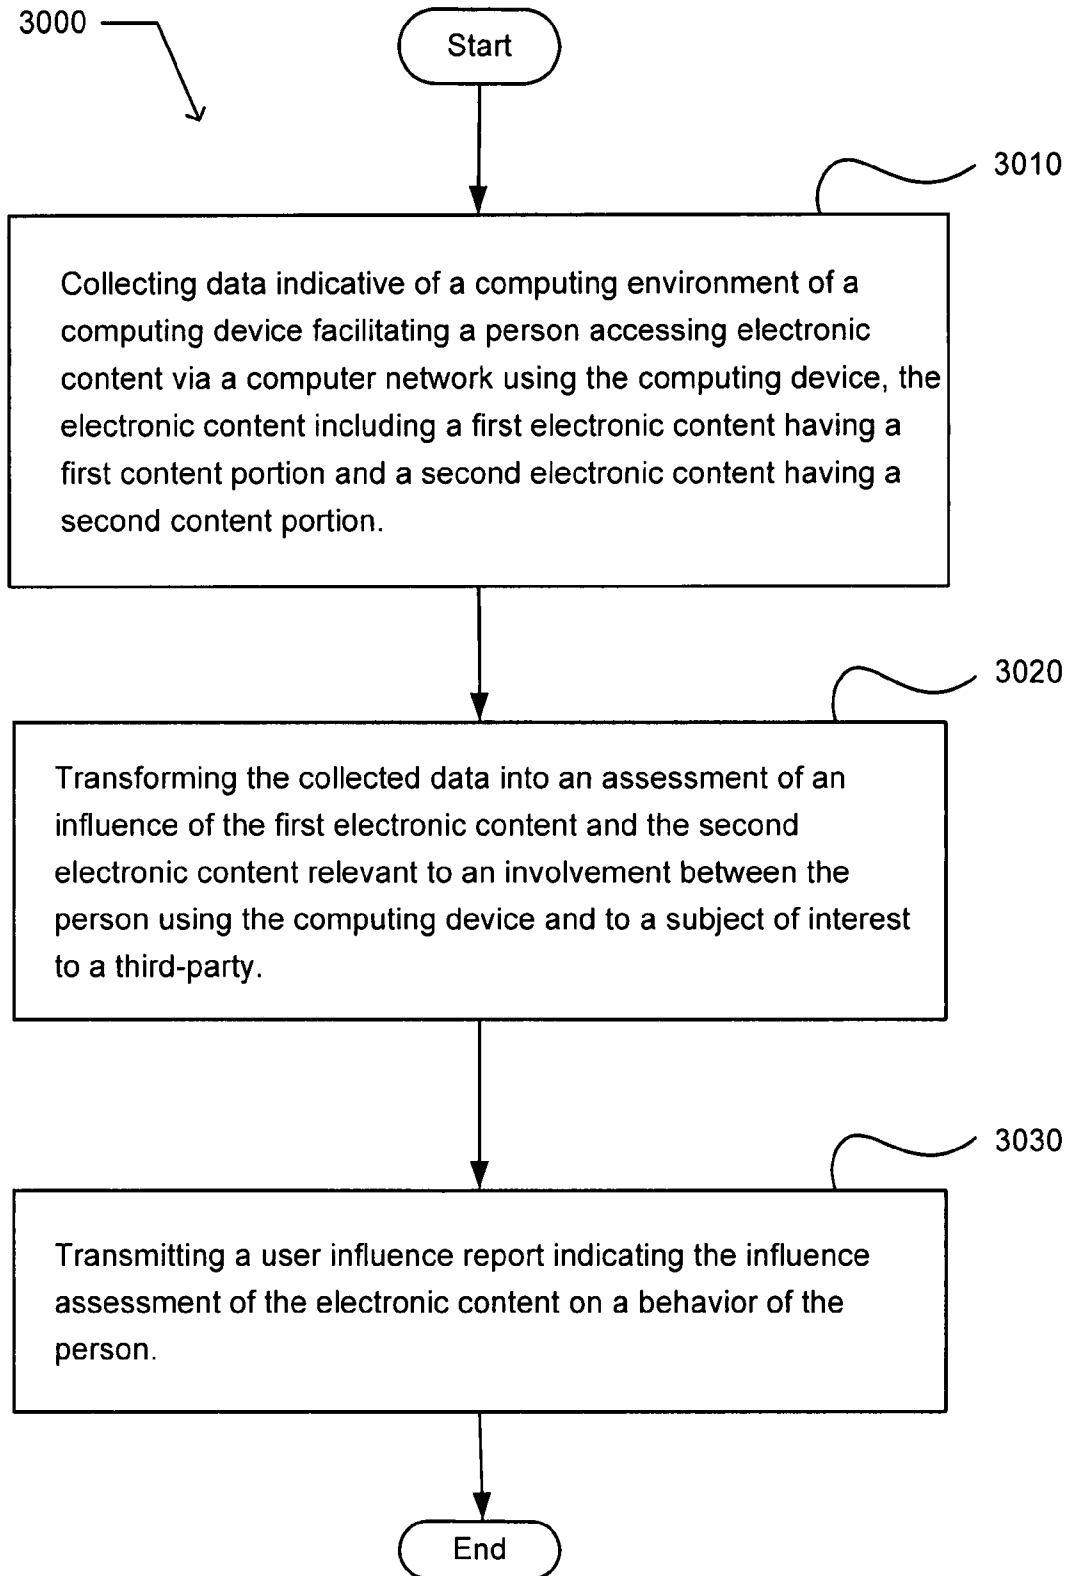 3000
Start
3010
Collecting data indicative of a computing environment of a
computing device facilitating a person accessing electronic
content via a computer network using the computing device, the
electronic content including a first electronic content having a
first content portion and a second electronic content having a
second content portion.
3020
Transforming the collected data into an assessment of an
influence of the first electronic content and the second
electronic content relevant to an involvement between the
person using the computing device and to a subject of interest
to a third-party.
3030
Transmitting a user influence report indicating the influence
assessment of the electronic content on a behavior of the
person.
End